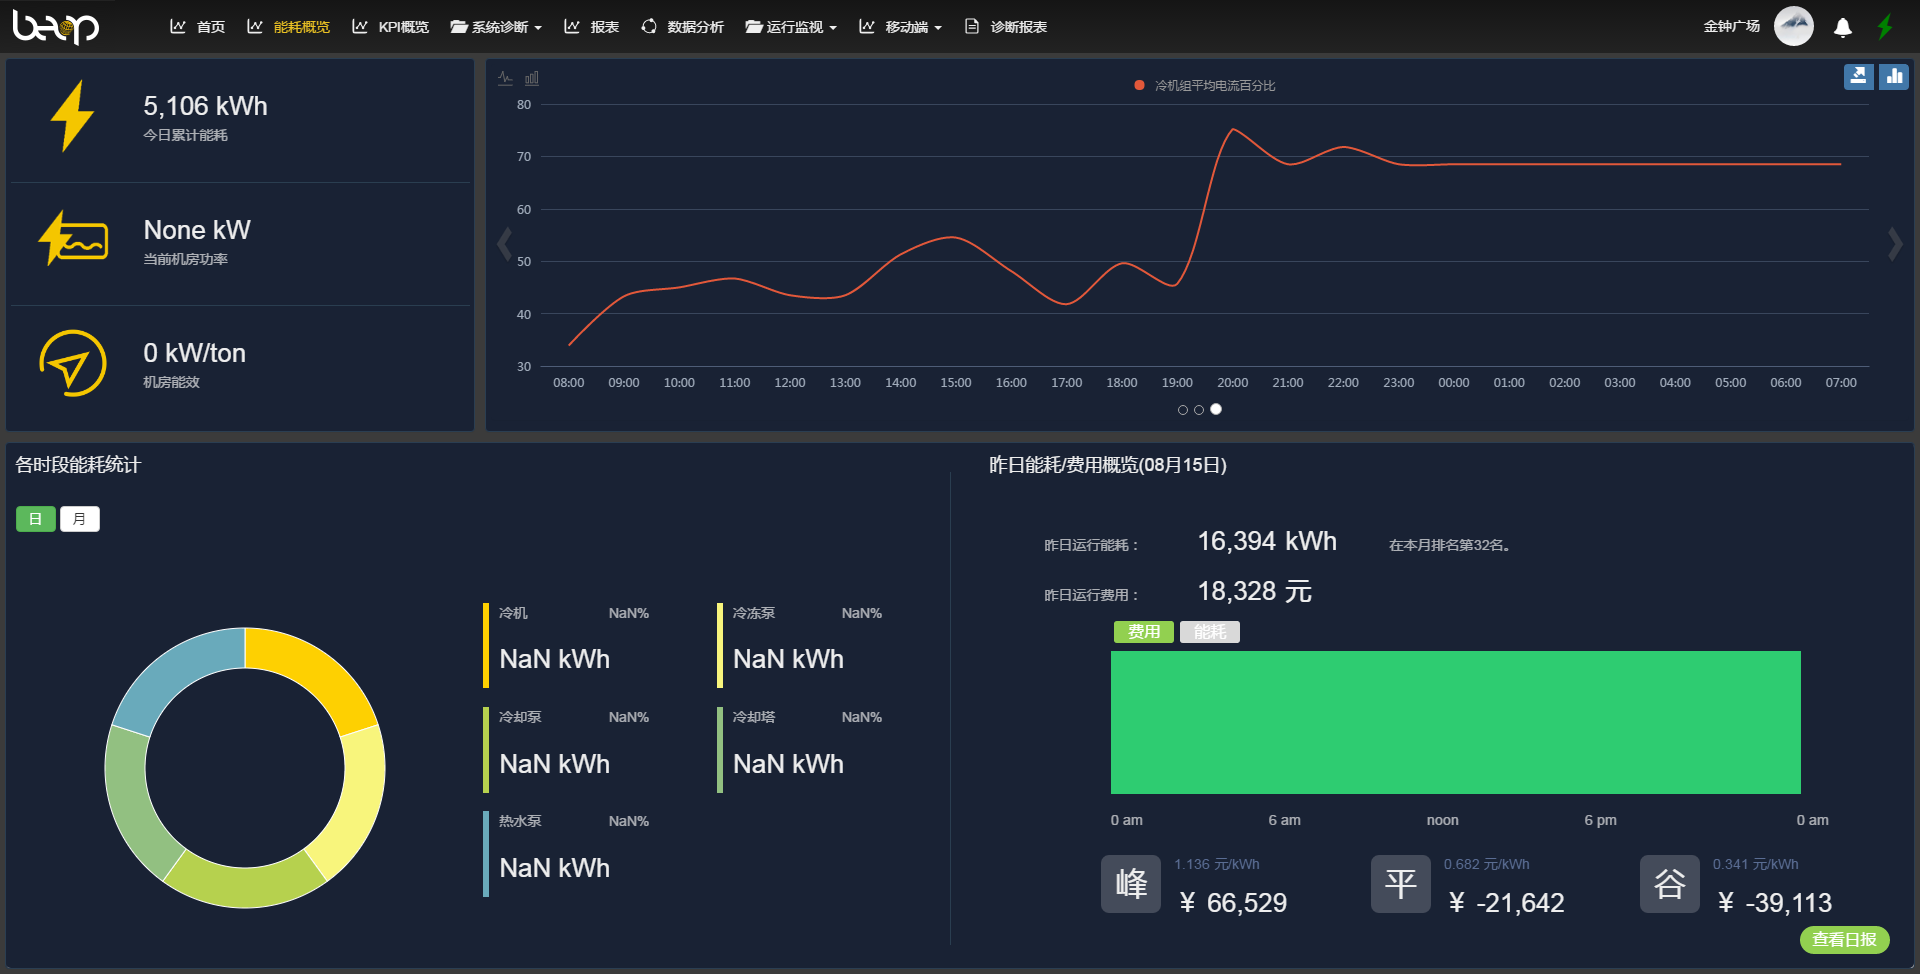 beop
首页 能耗概览 KPI概览 系统诊断 报表 数据分析 运行监视 移动端 诊断报表 金钟广场
5,106 kWh
今日累计能耗
None kW
当前机房功率
0 kW/ton
机房能效
冷机组平均电流百分比
80
70
60
50
40
30
08:00 09:00 10:00 11:00 12:00 13:00 14:00 15:00 16:00 17:00 18:00 19:00 20:00 21:00 22:00 23:00 00:00 01:00 02:00 03:00 04:00 05:00 06:00 07:00
各时段能耗统计
日 月
冷机 NaN%
NaN kWh
冷冻泵 NaN%
NaN kWh
冷却泵 NaN%
NaN kWh
冷却塔 NaN%
NaN kWh
热水泵 NaN%
NaN kWh
昨日能耗/费用概览(08月15日)
昨日运行能耗： 16,394 kWh 在本月排名第32名。
昨日运行费用： 18,328 元
费用 能耗
0 am 6 am noon 6 pm 0 am
峰 1.136 元/kWh
¥ 66,529
平 0.682 元/kWh
¥ -21,642
谷 0.341 元/kWh
¥ -39,113
查看日报